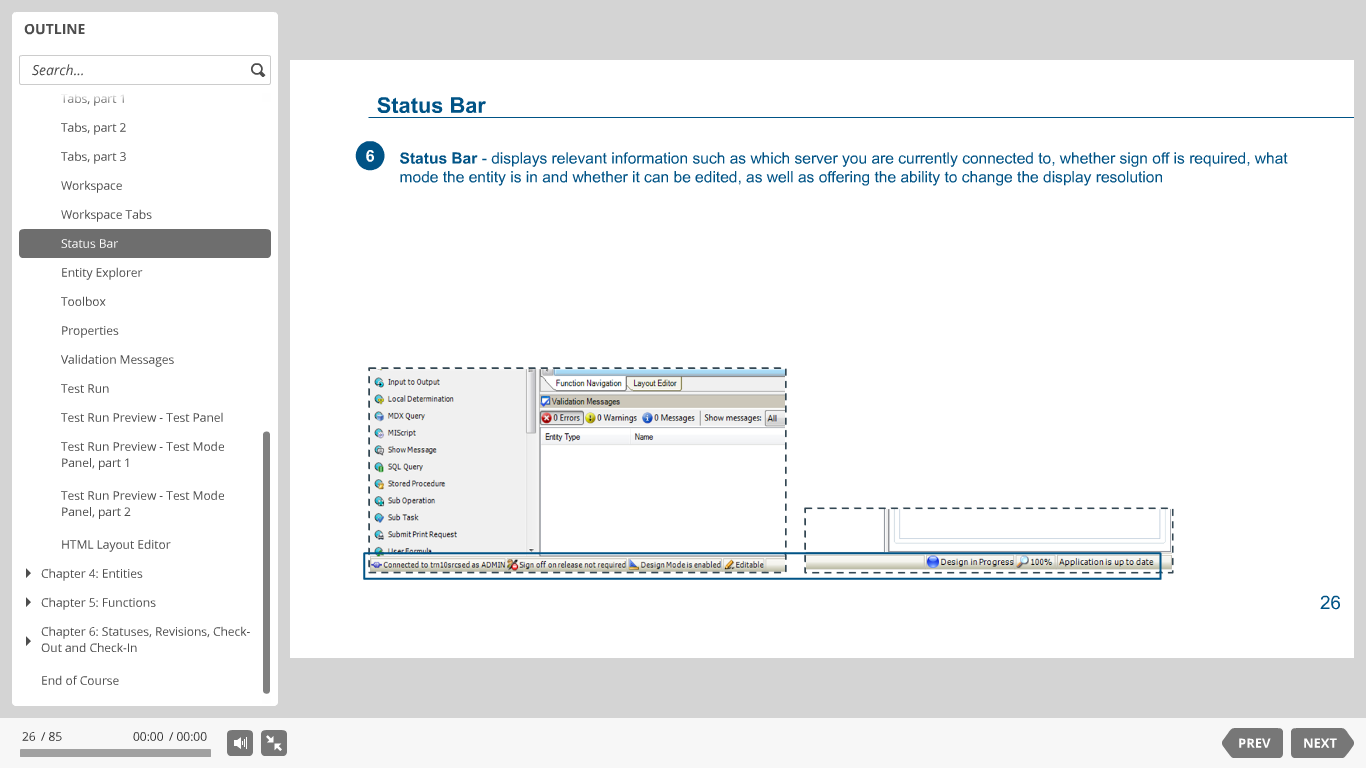 OUTLINE
Search...
Tabs, part 1
Tabs, part 2
Tabs, part 3
Workspace
Workspace Tabs
Status Bar
Entity Explorer
Toolbox
Properties
Validation Messages
Test Run
Test Run Preview - Test Panel
Test Run Preview - Test Mode
Panel, part 1
Test Run Preview - Test Mode
Panel, part 2
HTML Layout Editor
Chapter 4: Entities
Chapter 5: Functions
Chapter 6: Statuses, Revisions, Check-
Out and Check-In
End of Course
Status Bar
6
Status Bar - displays relevant information such as which server you are currently connected to, whether sign off is required, what
mode the entity is in and whether it can be edited, as well as offering the ability to change the display resolution
Input to Output
Local Determination
MDX Query
MIScript
Show Message
SQL Query
Stored Procedure
Sub Operation
Sub Task
Submit Print Request
User Formula
Function Navigation Layout Editor
Validation Messages
0 Errors 0 Warnings 0 Messages Show messages: All
Entity Type Name
Connected to trn10srcsed as ADMIN Sign off on release not required Design Mode is enabled Editable
Design in Progress 100% Application is up to date
26
26 / 85 00:00 / 00:00
PREV NEXT